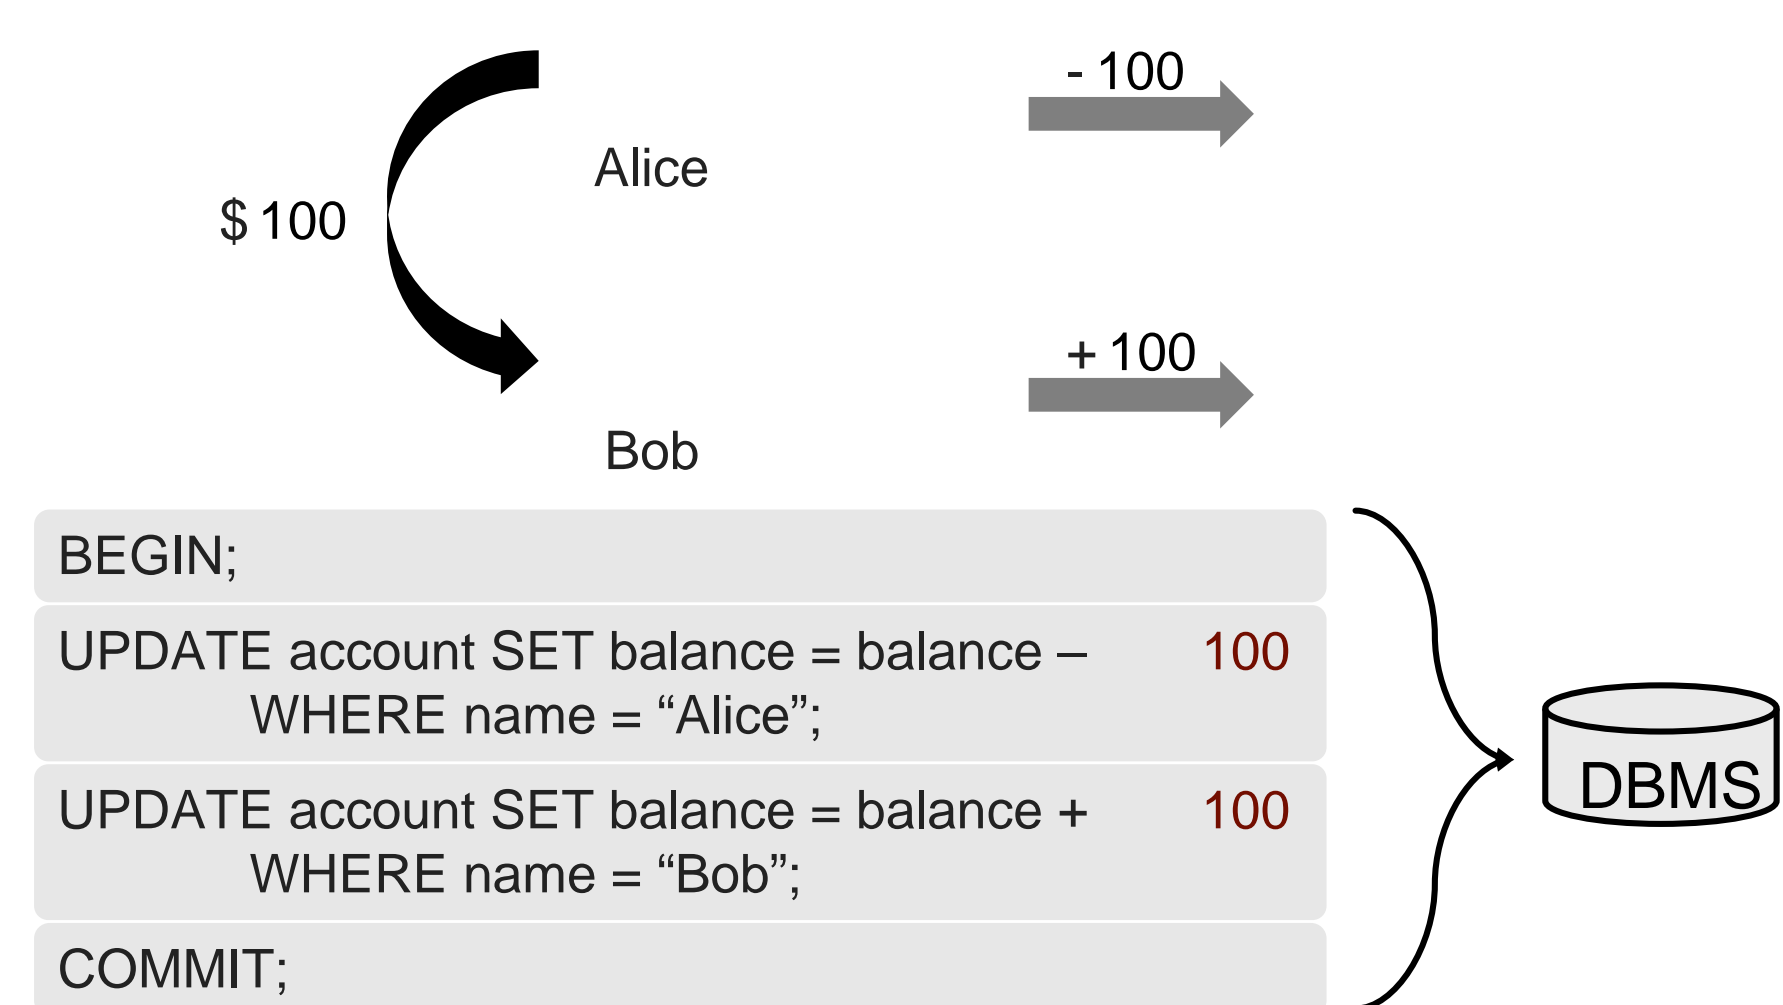 - 100
Alice
$ 100
+ 100
Bob
BEGIN;
UPDATE account SET balance = balance – 100
WHERE name = “Alice”;
UPDATE account SET balance = balance + 100
WHERE name = “Bob”;
DBMS
COMMIT;